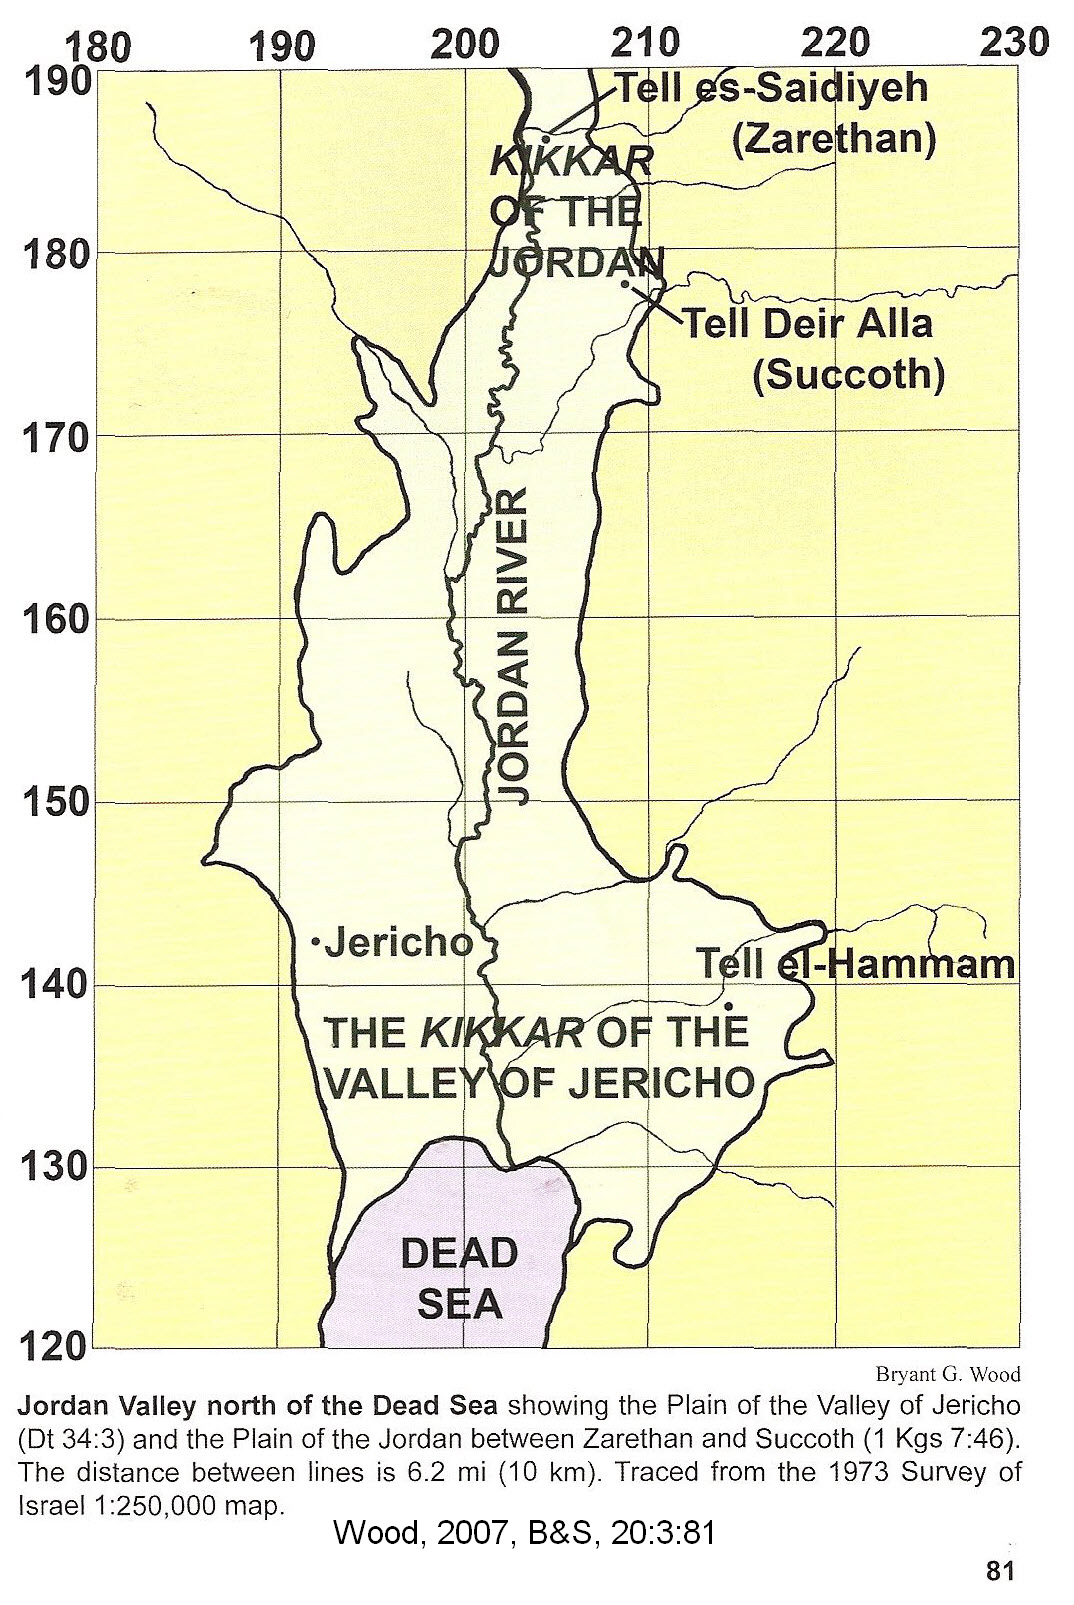 180 190 200 210 220 230
190
Tell es-Saidiyeh
(Zarethan)
KIKKAR
OF THE
JORDAN
180
Tell Deir Alla
(Succoth)
170
JORDAN RIVER
160
150
Jericho
Tell el-Hammam
140
THE KIKKAR OF THE
VALLEY OF JERICHO
130
DEAD
SEA
120
Bryant G. Wood
Jordan Valley north of the Dead Sea showing the Plain of the Valley of Jericho
(Dt 34:3) and the Plain of the Jordan between Zarethan and Succoth (1 Kgs 7:46).
The distance between lines is 6.2 mi (10 km). Traced from the 1973 Survey of
Israel 1:250,000 map.
Wood, 2007, B&S, 20:3:81
81